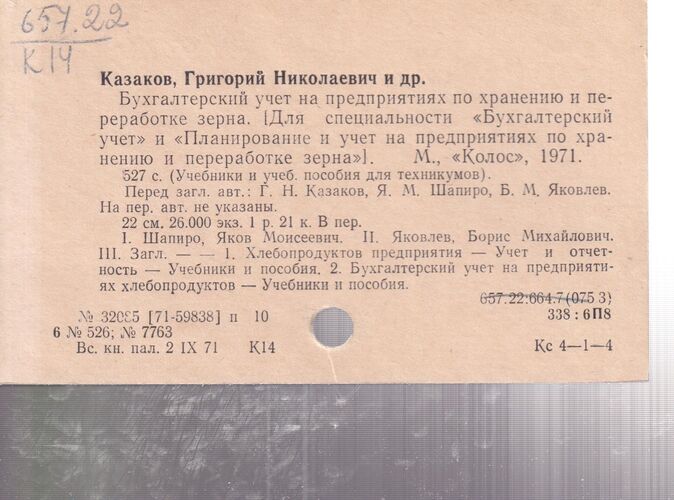 657.22
К14
Казаков, Григорий Николаевич и др.
Бухгалтерский учет на предприятиях по хранению и пе-
реработке зерна. [Для специальности «Бухгалтерский
учет» и «Планирование и учет на предприятиях по хра-
нению и переработке зерна»]. М., «Колос», 1971.
527 с. (Учебники и учеб. пособия для техникумов).
Перед загл. авт.: Г. Н. Казаков, Я. М. Шапиро, Б. М. Яковлев.
На пер. авт. не указаны.
22 см. 26.000 экз. 1 р. 21 к. В пер.
I. Шапиро, Яков Моисеевич. II. Яковлев, Борис Михайлович.
III. Загл. — — 1. Хлебопродуктов предприятия — Учет и отчет-
ность — Учебники и пособия. 2. Бухгалтерский учет на предприяти-
ях хлебопродуктов — Учебники и пособия.
657.22:664.7(075 3)
№ [71-59838] п 10 338 : 6П8
6 № 526; № 7763
Вс. кн. пал. 2 IX 71 К14 Кс 4—1—4